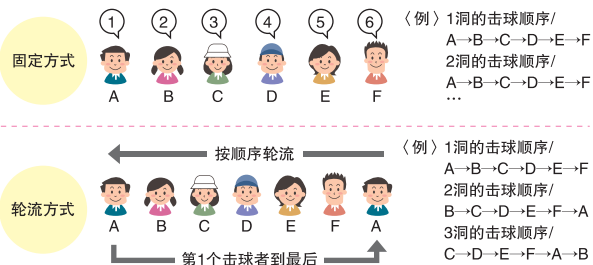 固定方式
① ② ③ ④ ⑤ ⑥
A B C D E F
〈例〉1洞的击球顺序/
A→B→C→D→E→F
2洞的击球顺序/
A→B→C→D→E→F
…
轮流方式
按顺序轮流
A B C D E F A
第1个击球者到最后
〈例〉1洞的击球顺序/
A→B→C→D→E→F
2洞的击球顺序/
B→C→D→E→F→A
3洞的击球顺序/
C→D→E→F→A→B